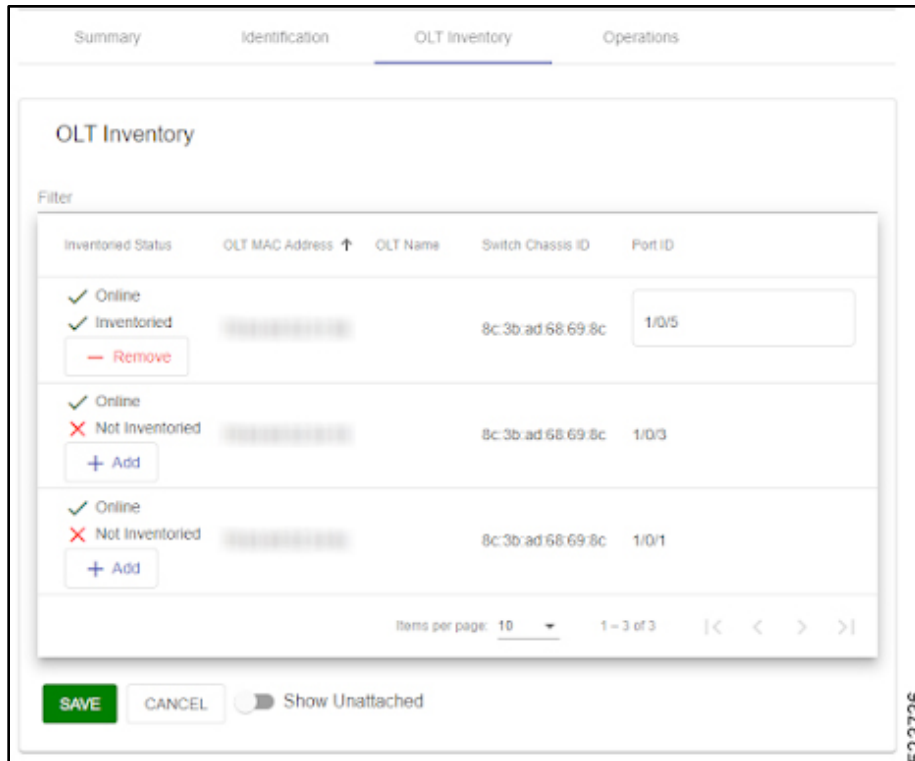 Summary Identification OLT Inventory Operations
OLT Inventory
Filter
Inventoried Status OLT MAC Address ↑ OLT Name Switch Chassis ID Port ID
Online
Inventoried
8c:3b:ad:68:69:8c 1/0/5
Remove
Online
Not Inventoried
8c:3b:ad:68:69:8c 1/0/3
+ Add
Online
Not Inventoried
8c:3b:ad:68:69:8c 1/0/1
+ Add
Items per page: 10 1 – 3 of 3
SAVE CANCEL Show Unattached